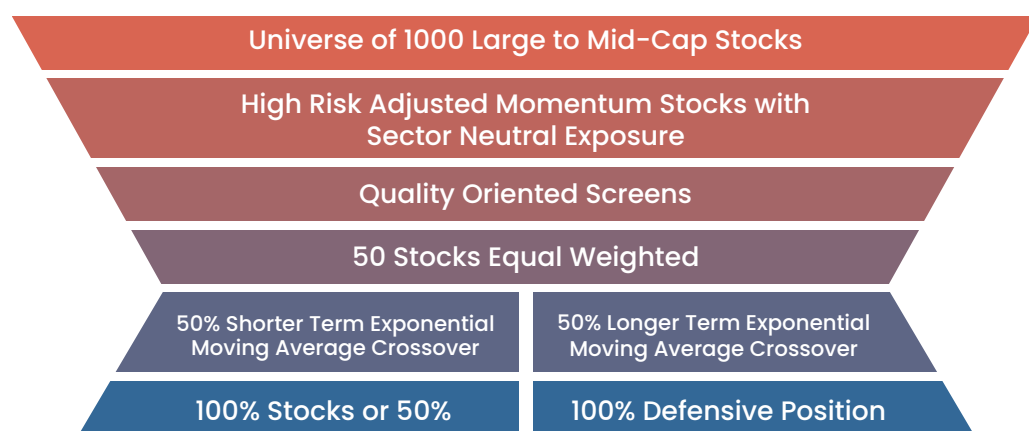 Universe of 1000 Large to Mid-Cap Stocks
High Risk Adjusted Momentum Stocks with
Sector Neutral Exposure
Quality Oriented Screens
50 Stocks Equal Weighted
50% Shorter Term Exponential
Moving Average Crossover
50% Longer Term Exponential
Moving Average Crossover
100% Stocks or 50%
100% Defensive Position